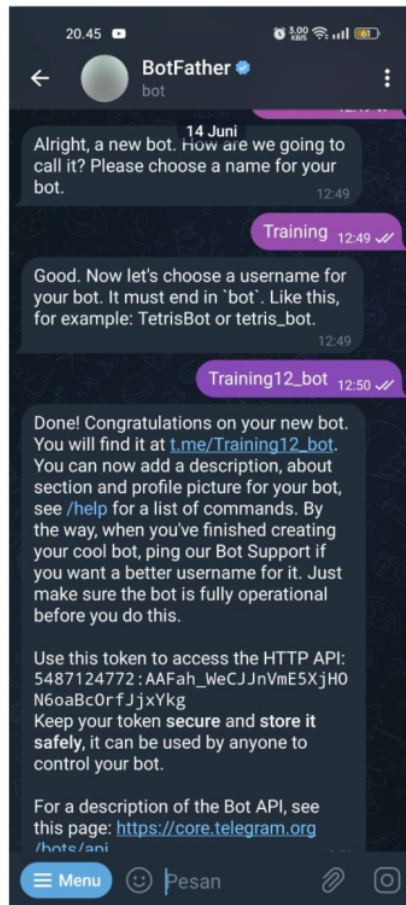 20.45
3.00
KB/S
61
BotFather
bot
14 Juni
Alright, a new bot. How are we going to
call it? Please choose a name for your
bot.
12:49
Training 12:49
Good. Now let's choose a username for
your bot. It must end in `bot`. Like this,
for example: TetrisBot or tetris_bot.
12:49
Training12_bot 12:50
Done! Congratulations on your new bot.
You will find it at t.me/Training12_bot.
You can now add a description, about
section and profile picture for your bot,
see /help for a list of commands. By
the way, when you've finished creating
your cool bot, ping our Bot Support if
you want a better username for it. Just
make sure the bot is fully operational
before you do this.
Use this token to access the HTTP API:
5487124772:AAFah_WeCJJnVmE5XjHO
N6oaBcOrfJjxYkg
Keep your token secure and store it
safely, it can be used by anyone to
control your bot.
For a description of the Bot API, see
this page: https://core.telegram.org
/bots/api
Menu
Pesan